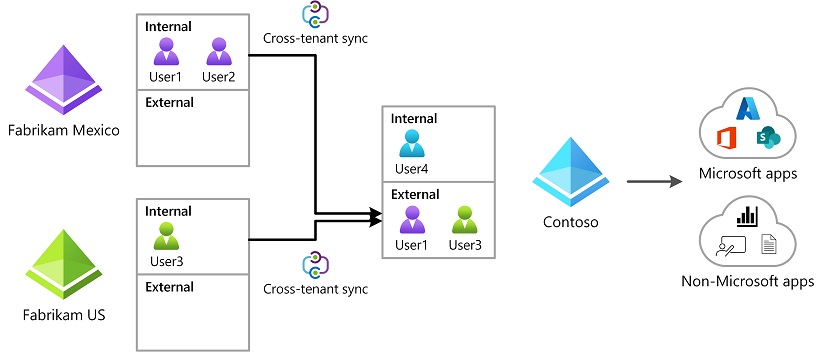 Internal
User1
User2
External
Fabrikam Mexico
Cross-tenant sync
Internal
User4
External
User1
User3
Contoso
Microsoft apps
Non-Microsoft apps
Internal
User3
External
Fabrikam US
Cross-tenant sync